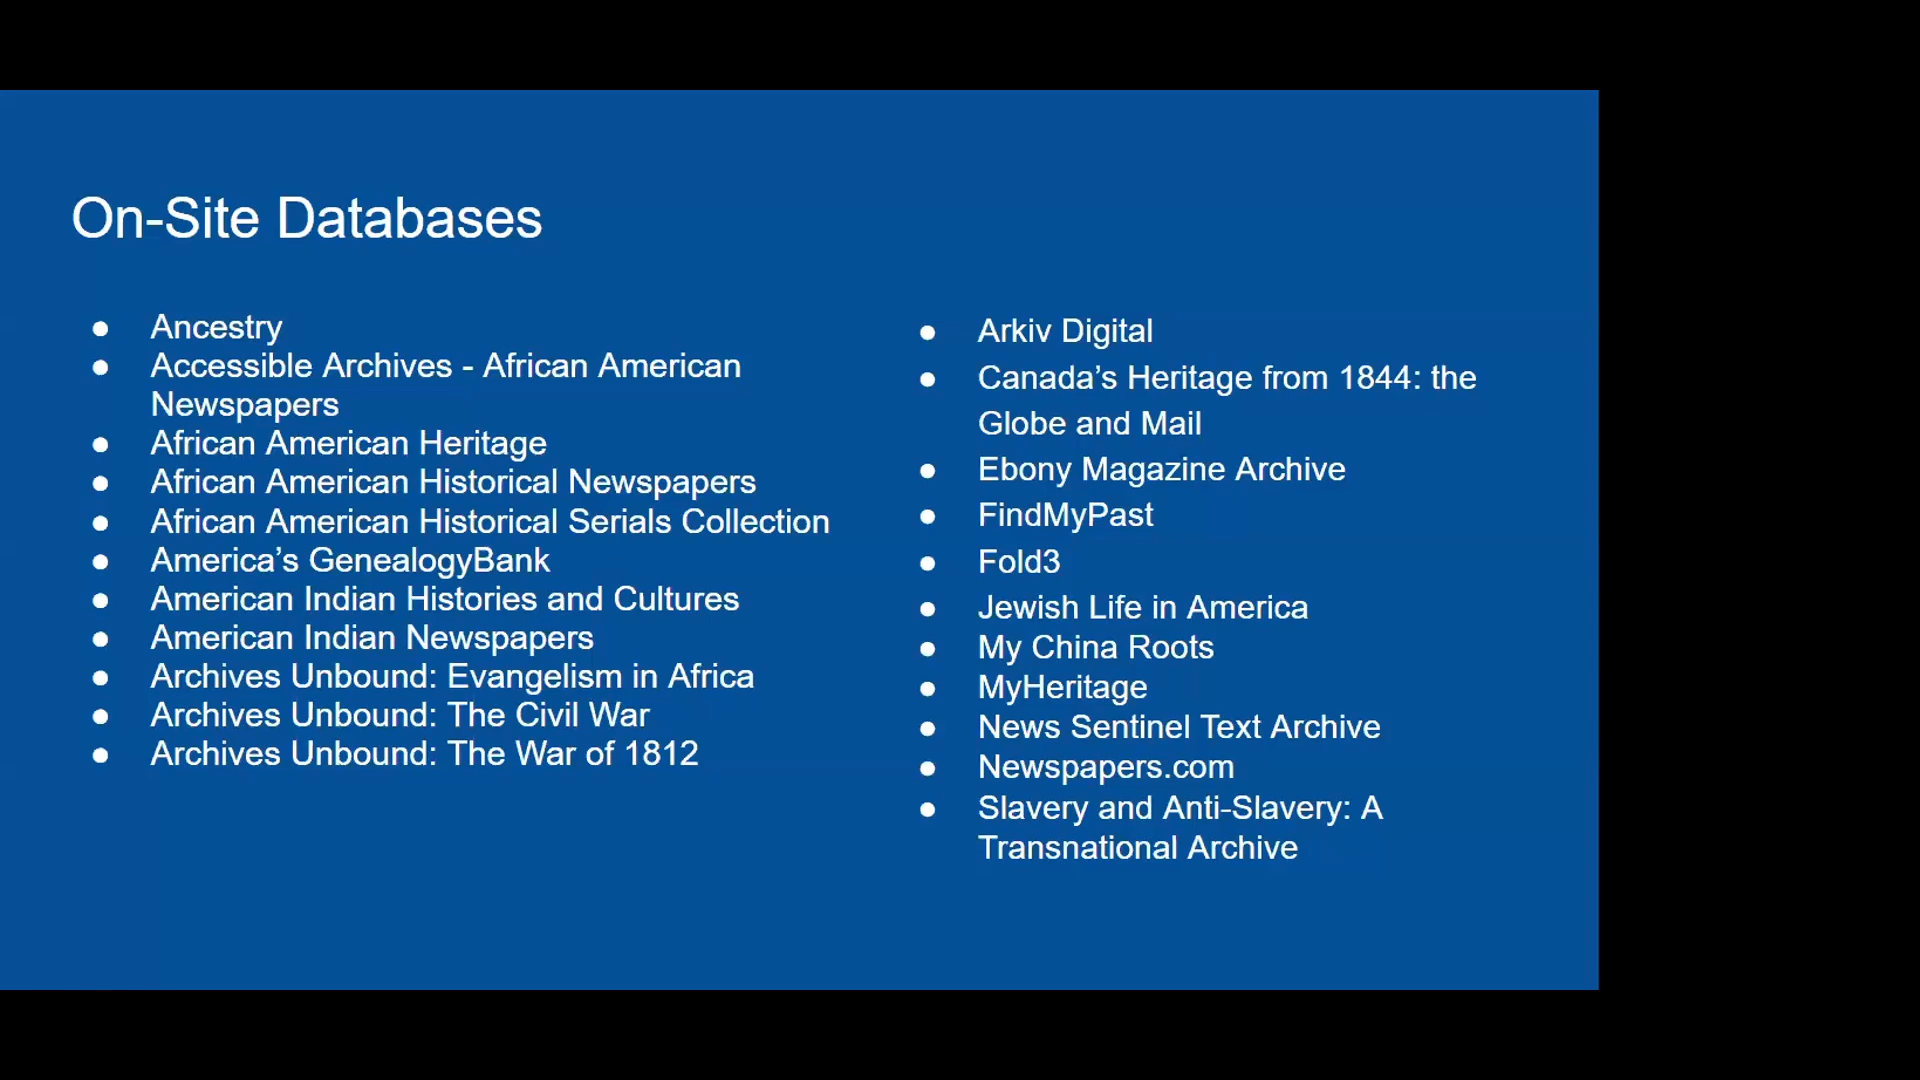 On-Site Databases
● Ancestry
● Accessible Archives - African American
Newspapers
● African American Heritage
● African American Historical Newspapers
● African American Historical Serials Collection
● America’s GenealogyBank
● American Indian Histories and Cultures
● American Indian Newspapers
● Archives Unbound: Evangelism in Africa
● Archives Unbound: The Civil War
● Archives Unbound: The War of 1812
● Arkiv Digital
● Canada’s Heritage from 1844: the
Globe and Mail
● Ebony Magazine Archive
● FindMyPast
● Fold3
● Jewish Life in America
● My China Roots
● MyHeritage
● News Sentinel Text Archive
● Newspapers.com
● Slavery and Anti-Slavery: A
Transnational Archive